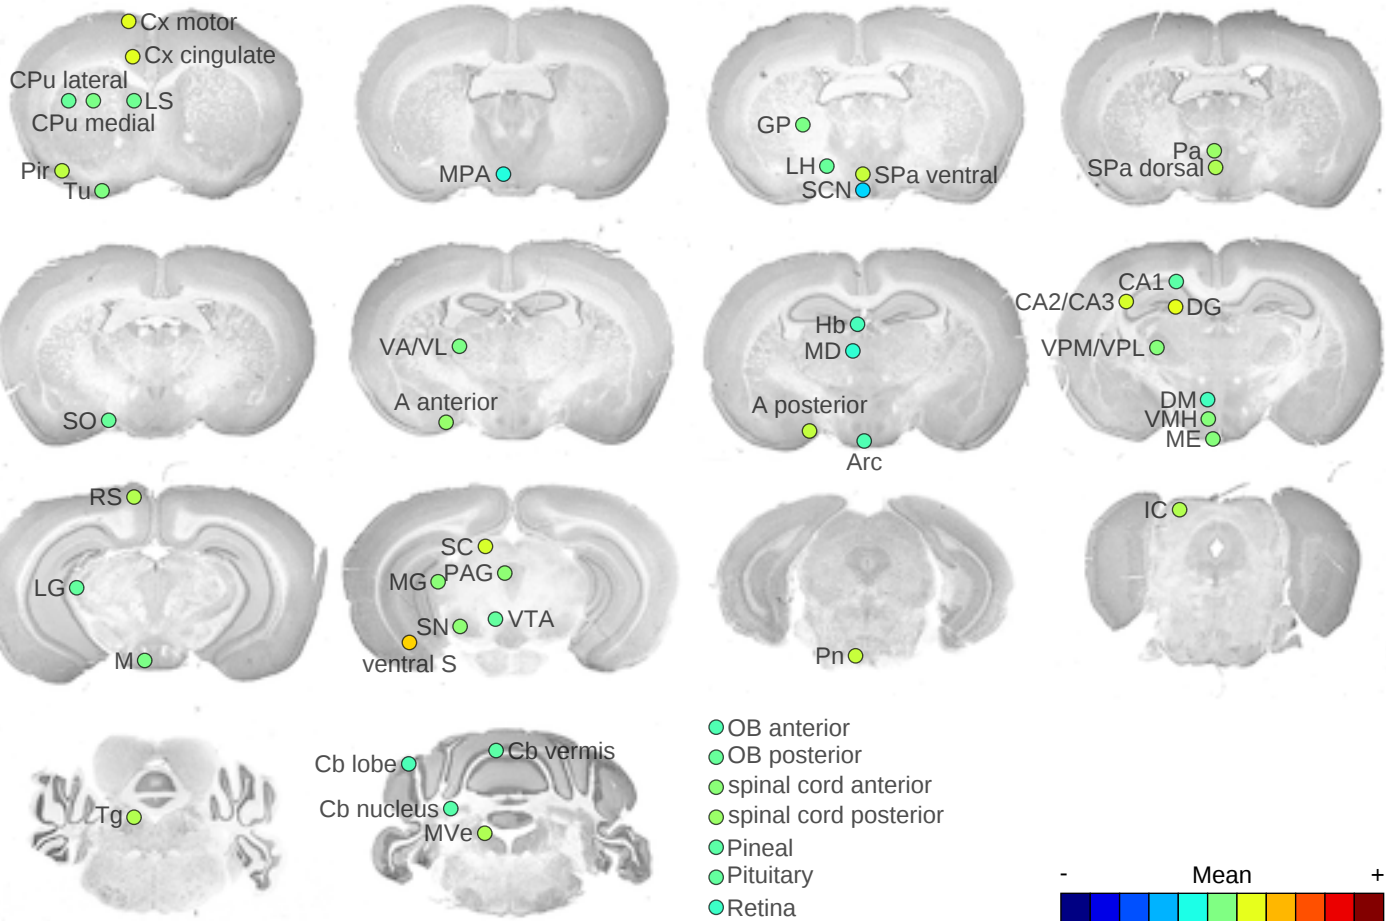 Cx motor
Cx cingulate
CPu lateral
LS
CPu medial
Pir
Tu
MPA
GP
LH
SPa ventral
SCN
Pa
SPa dorsal
SO
VA/VL
A anterior
Hb
MD
A posterior
Arc
CA1
CA2/CA3
DG
VPM/VPL
DM
VMH
ME
RS
LG
M
SC
MG
PAG
SN
VTA
ventral S
Pn
IC
Tg
Cb lobe
Cb vermis
Cb nucleus
MVe
OB anterior
OB posterior
spinal cord anterior
spinal cord posterior
Pineal
Pituitary
Retina
- Mean +